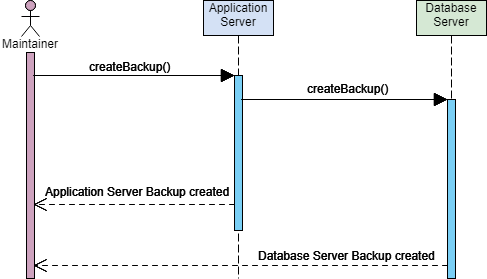 Application
Server
Database
Server
Maintainer
createBackup()
createBackup()
Application Server Backup created
Database Server Backup created